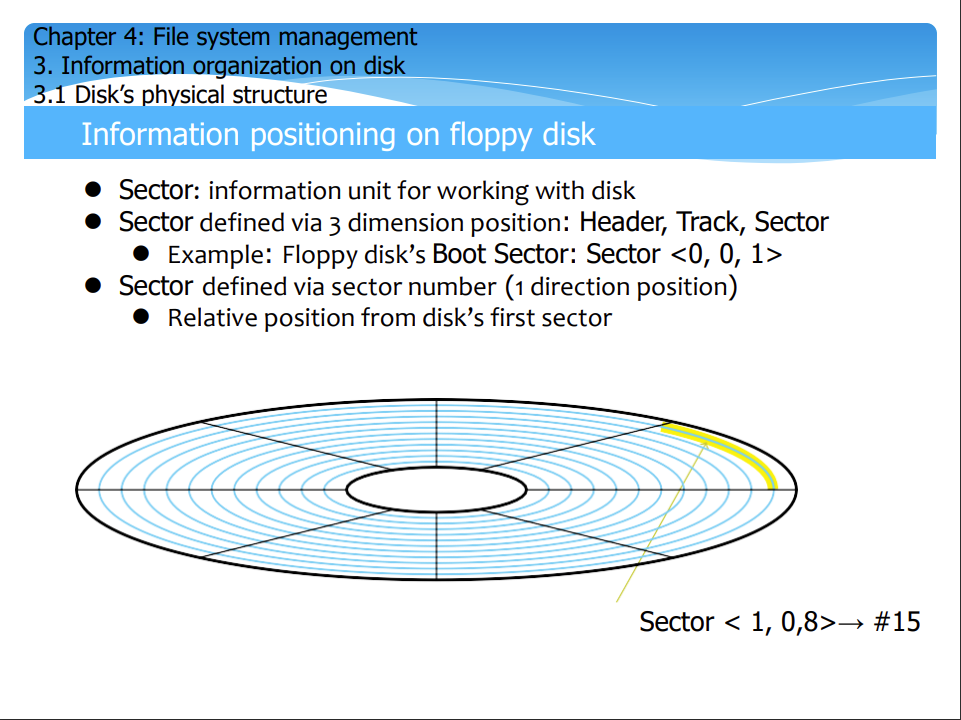 Chapter 4: File system management
3. Information organization on disk
3.1 Disk’s physical structure
Information positioning on floppy disk
● Sector: information unit for working with disk
● Sector defined via 3 dimension position: Header, Track, Sector
● Example: Floppy disk’s Boot Sector: Sector <0, 0, 1>
● Sector defined via sector number (1 direction position)
● Relative position from disk’s first sector
Sector < 1, 0,8>→ #15